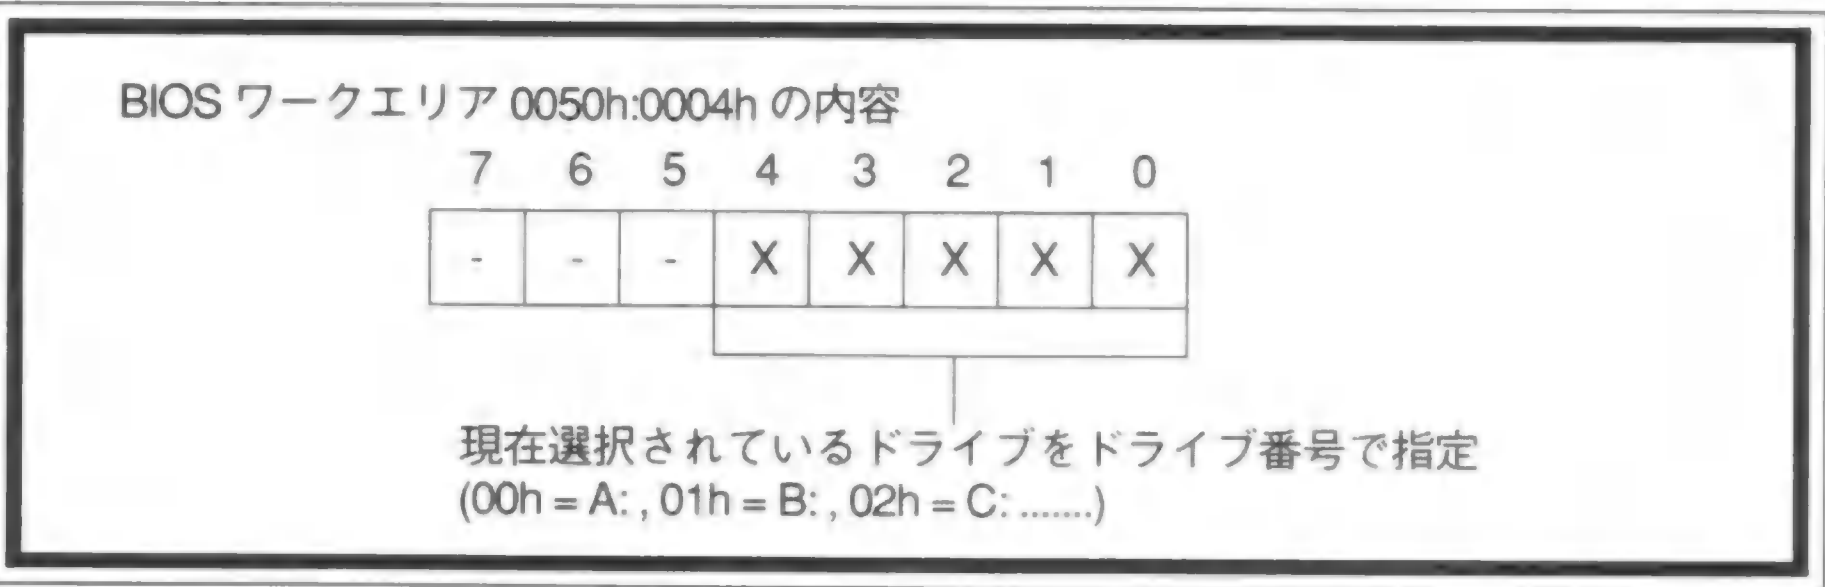 BIOS ワークエリア 0050h:0004h の内容
7 6 5 4 3 2 1 0
- - - X X X X X
現在選択されているドライブをドライブ番号で指定
(00h = A: , 01h = B: , 02h = C: .......)